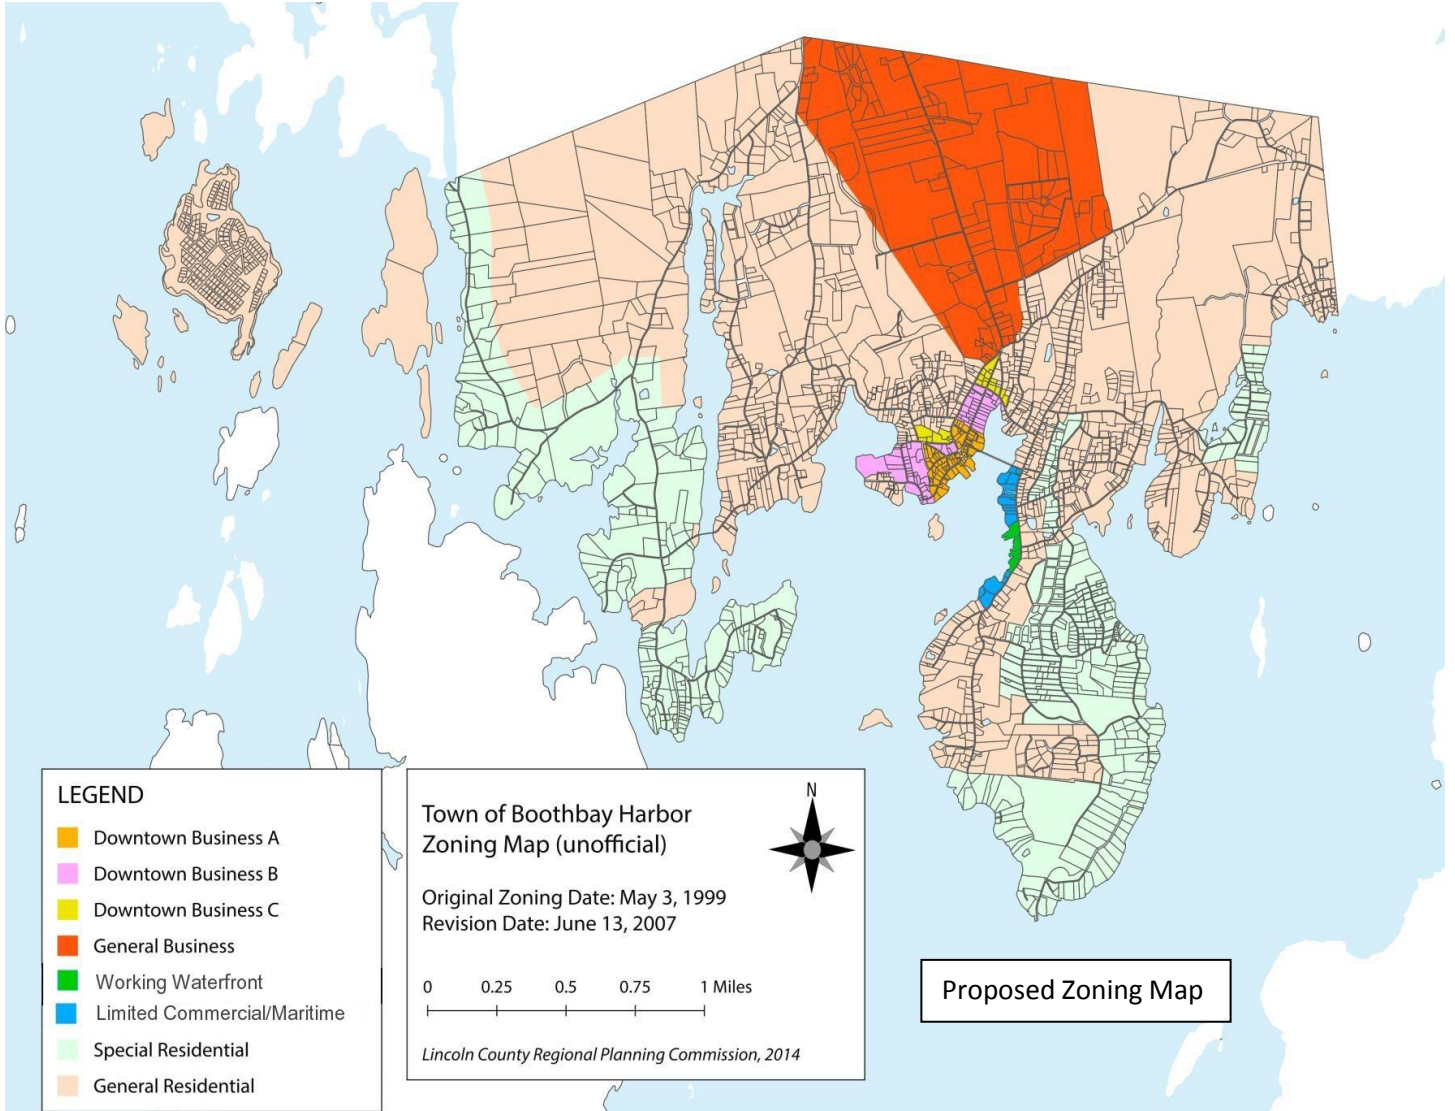 LEGEND
Downtown Business A
Downtown Business B
Downtown Business C
General Business
Working Waterfront
Limited Commercial/Maritime
Special Residential
General Residential
Town of Boothbay Harbor
Zoning Map (unofficial)
N
Original Zoning Date: May 3, 1999
Revision Date: June 13, 2007
0 0.25 0.5 0.75 1 Miles
Lincoln County Regional Planning Commission, 2014
Proposed Zoning Map